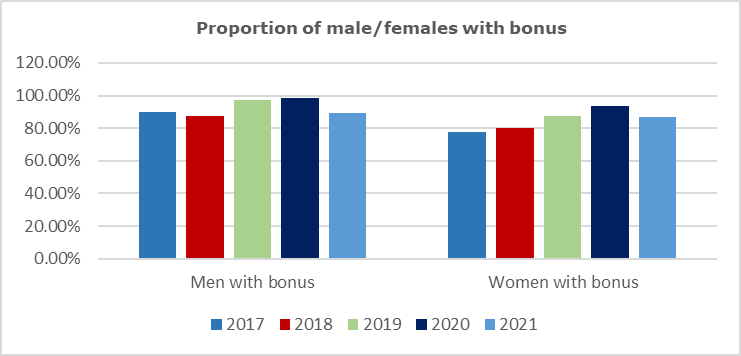 Proportion of male/females with bonus
120.00%
100.00%
80.00%
60.00%
40.00%
20.00%
0.00%
Men with bonus Women with bonus
2017 2018 2019 2020 2021